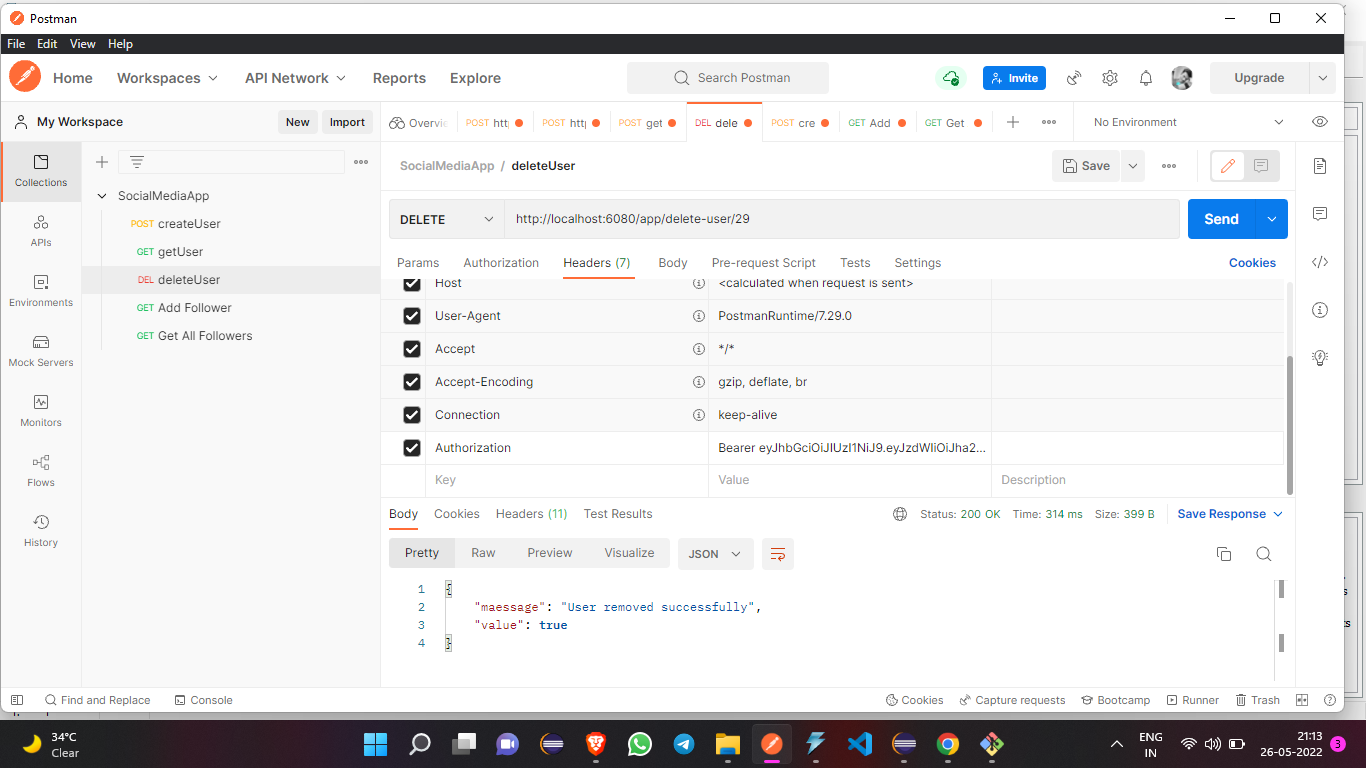 Postman
File Edit View Help
Home Workspaces API Network Reports Explore Search Postman Invite Upgrade
My Workspace New Import
Overvie POST http POST http POST get DEL dele POST cre GET Add GET Get No Environment
SocialMediaApp / deleteUser Save
Collections
APIs
Environments
Mock Servers
Monitors
Flows
History
SocialMediaApp
POST createUser
GET getUser
DEL deleteUser
GET Add Follower
GET Get All Followers
DELETE http://localhost:6080/app/delete-user/29 Send
Params Authorization Headers (7) Body Pre-request Script Tests Settings Cookies
Host <calculated when request is sent>
User-Agent PostmanRuntime/7.29.0
Accept */*
Accept-Encoding gzip, deflate, br
Connection keep-alive
Authorization Bearer eyJhbGciOiJIUzI1NiJ9.eyJzdWIiOiJha2...
Key Value Description
Body Cookies Headers (11) Test Results Status: 200 OK Time: 314 ms Size: 399 B Save Response
Pretty Raw Preview Visualize JSON
1 {
2 "maessage": "User removed successfully",
3 "value": true
4 }
Find and Replace Console Cookies Capture requests Bootcamp Runner Trash
34°C
Clear
ENG
IN
21:13
26-05-2022
3